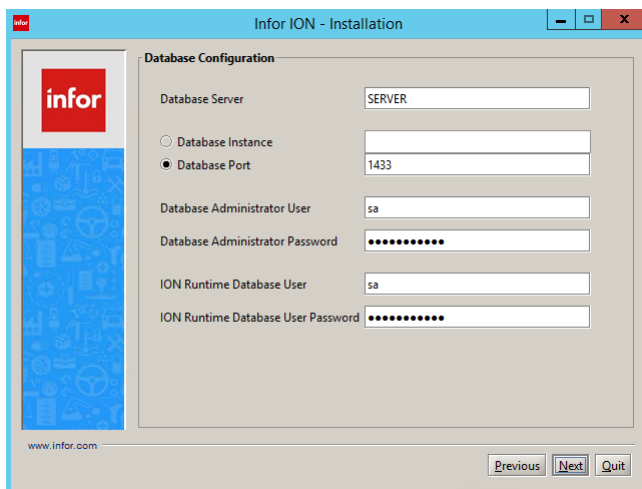 infor
Infor ION - Installation
infor
Database Configuration
Database Server
SERVER
Database Instance
Database Port
1433
Database Administrator User
sa
Database Administrator Password
●●●●●●●●●●●
ION Runtime Database User
sa
ION Runtime Database User Password
●●●●●●●●●●●
www.infor.com
Previous
Next
Quit